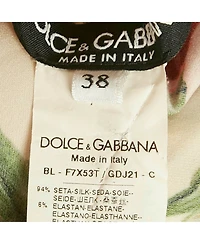 DOLCE & GABBANA
MADE IN ITALY
38
DOLCE & GABBANA
Made in Italy
BL - F7X53T / GDJ21 - C
94% SETA-SILK-SEDA-SOIE--
SEIDE-ШЕЛК-
6% ELASTAN-ELASTANE-
ELASTANO-ELASTHANNE--